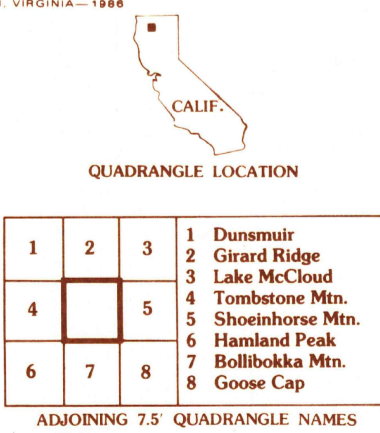 VIRGINIA—1986
CALIF.
QUADRANGLE LOCATION
1 2 3
4 5
6 7 8
1 Dunsmuir
2 Girard Ridge
3 Lake McCloud
4 Tombstone Mtn.
5 Shoeinhorse Mtn.
6 Hamland Peak
7 Bollibokka Mtn.
8 Goose Cap
ADJOINING 7.5' QUADRANGLE NAMES